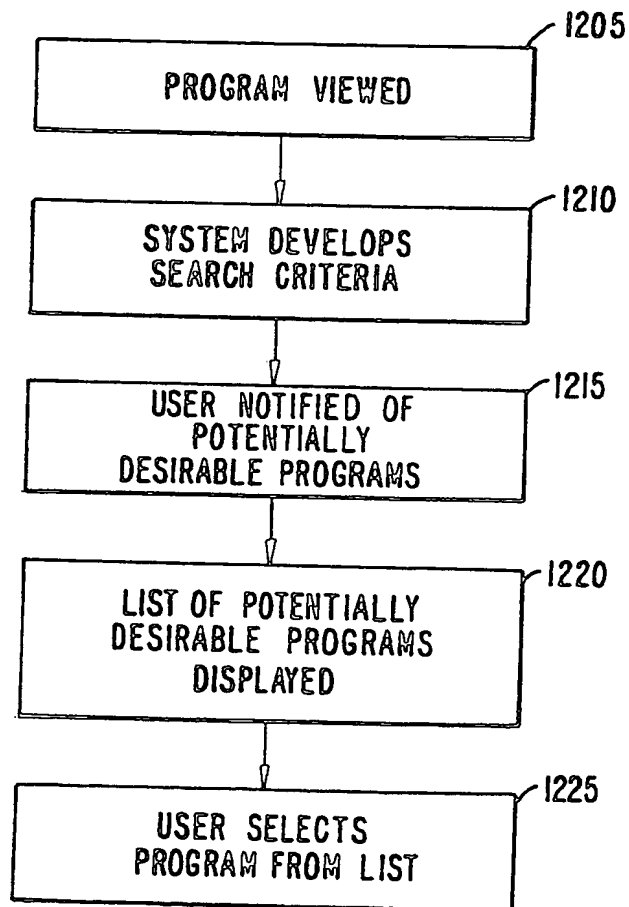 1205
PROGRAM VIEWED
1210
SYSTEM DEVELOPS
SEARCH CRITERIA
1215
USER NOTIFIED OF
POTENTIALLY
DESIRABLE PROGRAMS
1220
LIST OF POTENTIALLY
DESIRABLE PROGRAMS
DISPLAYED
1225
USER SELECTS
PROGRAM FROM LIST